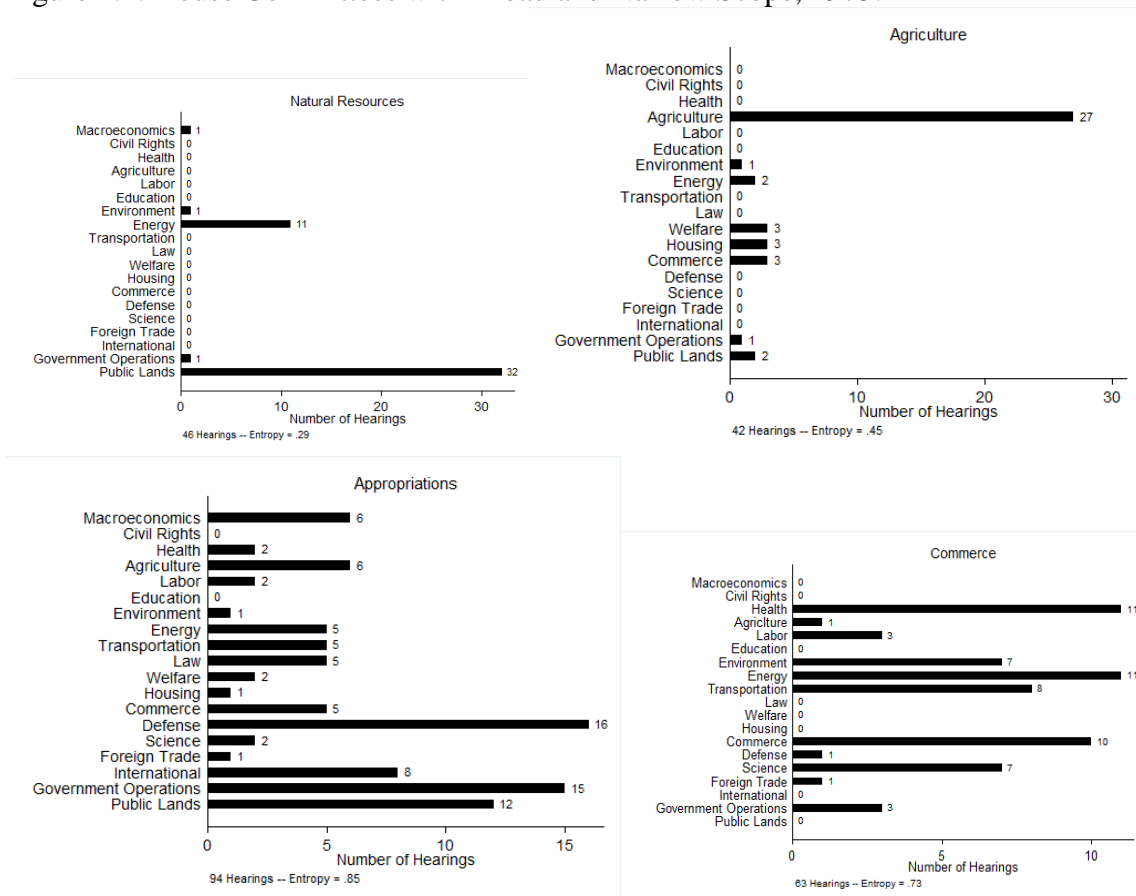 Natural Resources
Macroeconomics 1
Civil Rights 0
Health 0
Agriculture 0
Labor 0
Education 0
Environment 1
Energy 11
Transportation 0
Law 0
Welfare 0
Housing 0
Commerce 0
Defense 0
Science 0
Foreign Trade 0
International 0
Government Operations 1
Public Lands 32
0 10 20 30
Number of Hearings
46 Hearings -- Entropy = .29
Agriculture
Macroeconomics 0
Civil Rights 0
Health 0
Agriculture 27
Labor 0
Education 0
Environment 1
Energy 2
Transportation 0
Law 0
Welfare 3
Housing 3
Commerce 3
Defense 0
Science 0
Foreign Trade 0
International 0
Government Operations 1
Public Lands 2
0 10 20 30
Number of Hearings
42 Hearings -- Entropy = .45
Appropriations
Macroeconomics 6
Civil Rights 0
Health 2
Agriculture 6
Labor 2
Education 0
Environment 1
Energy 5
Transportation 5
Law 5
Welfare 2
Housing 1
Commerce 5
Defense 16
Science 2
Foreign Trade 1
International 8
Government Operations 15
Public Lands 12
0 5 10 15
Number of Hearings
94 Hearings -- Entropy = .85
Commerce
Macroeconomics 0
Civil Rights 0
Health 11
Agriclture 1
Labor 3
Education 0
Environment 7
Energy 11
Transportation 8
Law 0
Welfare 0
Housing 0
Commerce 10
Defense 1
Science 7
Foreign Trade 1
International 0
Government Operations 3
Public Lands 0
0 5 10
Number of Hearings
63 Hearings -- Entropy = .73